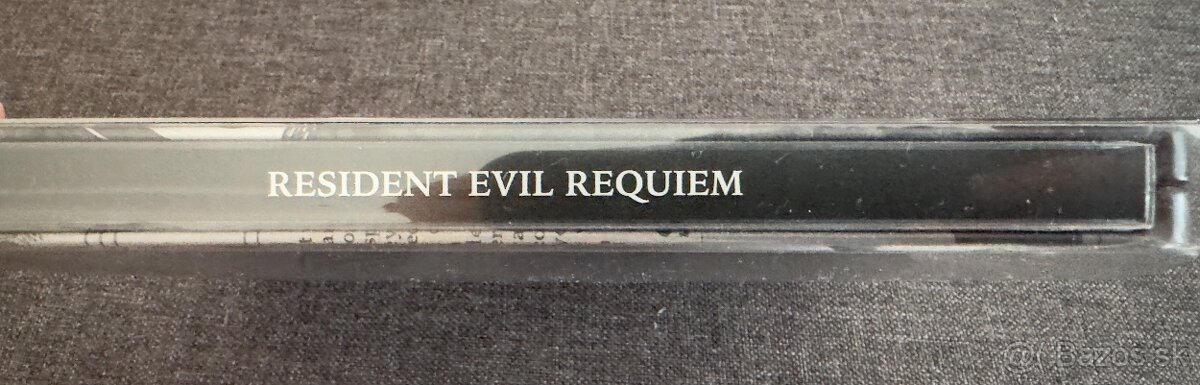 RESIDENT EVIL REQUIEM
Bazos.sk